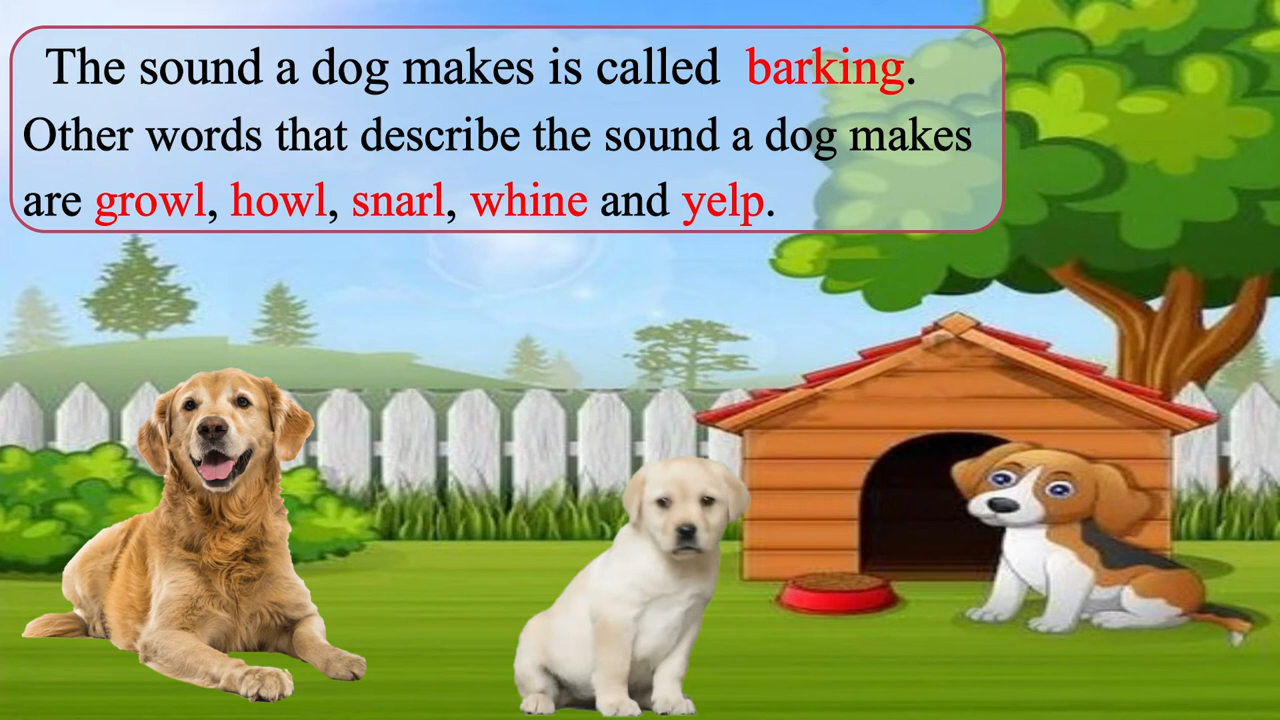 The sound a dog makes is called barking.
Other words that describe the sound a dog makes
are growl, howl, snarl, whine and yelp.